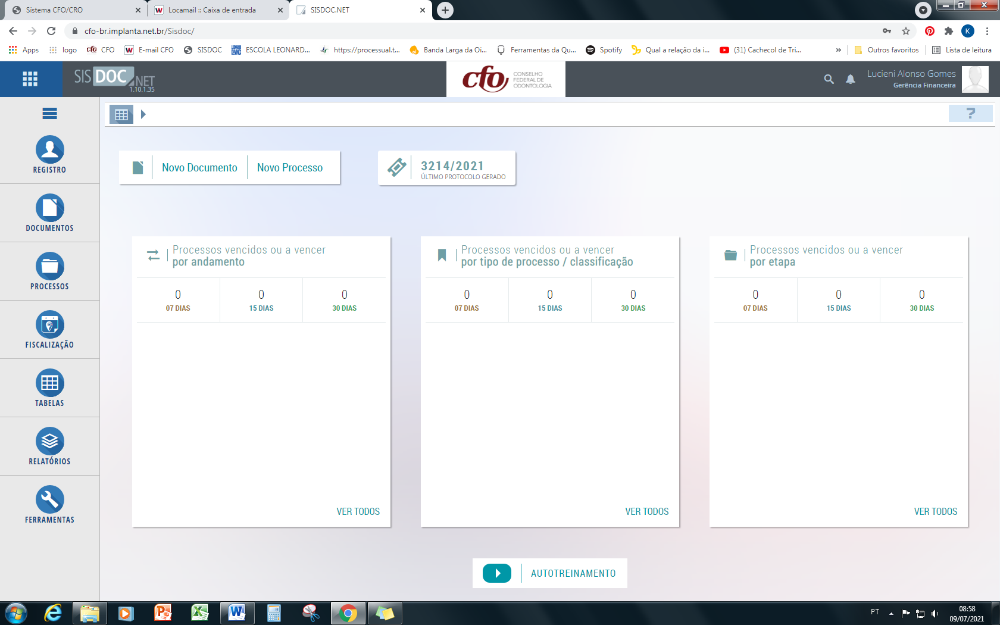 Sistema CFO/CRO
Locamail :: Caixa de entrada
SISDOC.NET
cfo-br.implanta.net.br/Sisdoc/
K
Apps
logo
CFO
E-mail CFO
SISDOC
ESCOLA LEONARD...
https://processual.t...
Banda Larga da Oi...
Ferramentas da Qu...
Spotify
Qual a relação da i...
(31) Cachecol de Tri...
»
Outros favoritos
Lista de leitura
SISDOC.NET
1.10.1.35
cfo
CONSELHO
FEDERAL DE
ODONTOLOGIA
Lucieni Alonso Gomes
Gerência Financeira
?
REGISTRO
DOCUMENTOS
PROCESSOS
FISCALIZAÇÃO
TABELAS
RELATÓRIOS
FERRAMENTAS
Novo Documento
Novo Processo
3214/2021
ÚLTIMO PROTOCOLO GERADO
Processos vencidos ou a vencer
por andamento
0
07 DIAS
0
15 DIAS
0
30 DIAS
VER TODOS
Processos vencidos ou a vencer
por tipo de processo / classificação
0
07 DIAS
0
15 DIAS
0
30 DIAS
VER TODOS
Processos vencidos ou a vencer
por etapa
0
07 DIAS
0
15 DIAS
0
30 DIAS
VER TODOS
AUTOTREINAMENTO
PT
08:58
09/07/2021